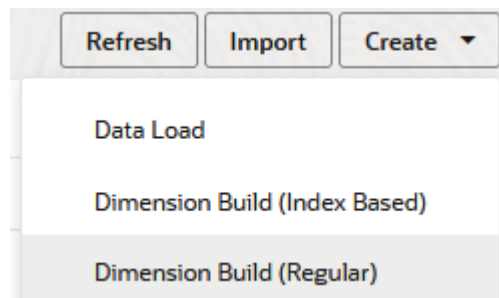 Refresh Import Create
Data Load
Dimension Build (Index Based)
Dimension Build (Regular)